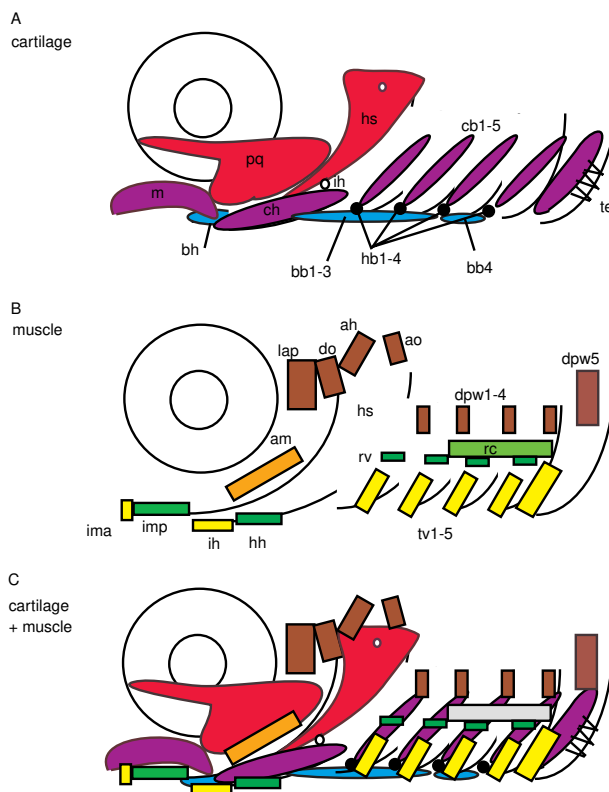 A
cartilage
hs
cb1-5
pq
ih
m
ch
te
bh
bb1-3
hb1-4
bb4
B
muscle
ah
ao
lap
do
dpw5
hs
dpw1-4
am
rc
rv
ima
imp
ih
hh
tv1-5
C
cartilage
+ muscle